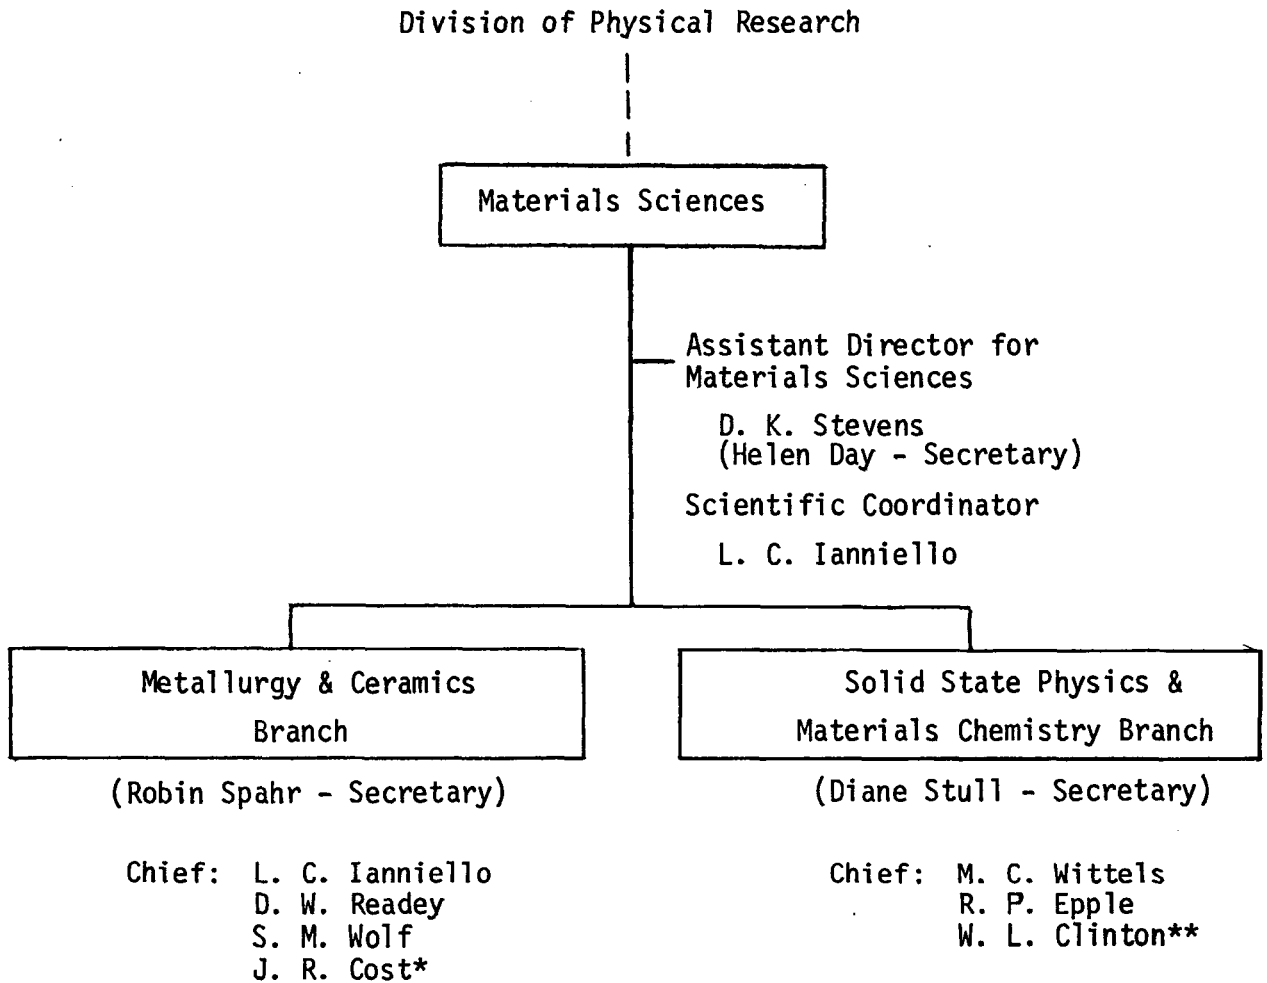 Division of Physical Research
Materials Sciences
Assistant Director for
Materials Sciences
D. K. Stevens
(Helen Day - Secretary)
Scientific Coordinator
L. C. Ianniello
Metallurgy & Ceramics
Branch
(Robin Spahr - Secretary)
Chief: L. C. Ianniello
D. W. Readey
S. M. Wolf
J. R. Cost*
Solid State Physics &
Materials Chemistry Branch
(Diane Stull - Secretary)
Chief: M. C. Wittels
R. P. Epple
W. L. Clinton**